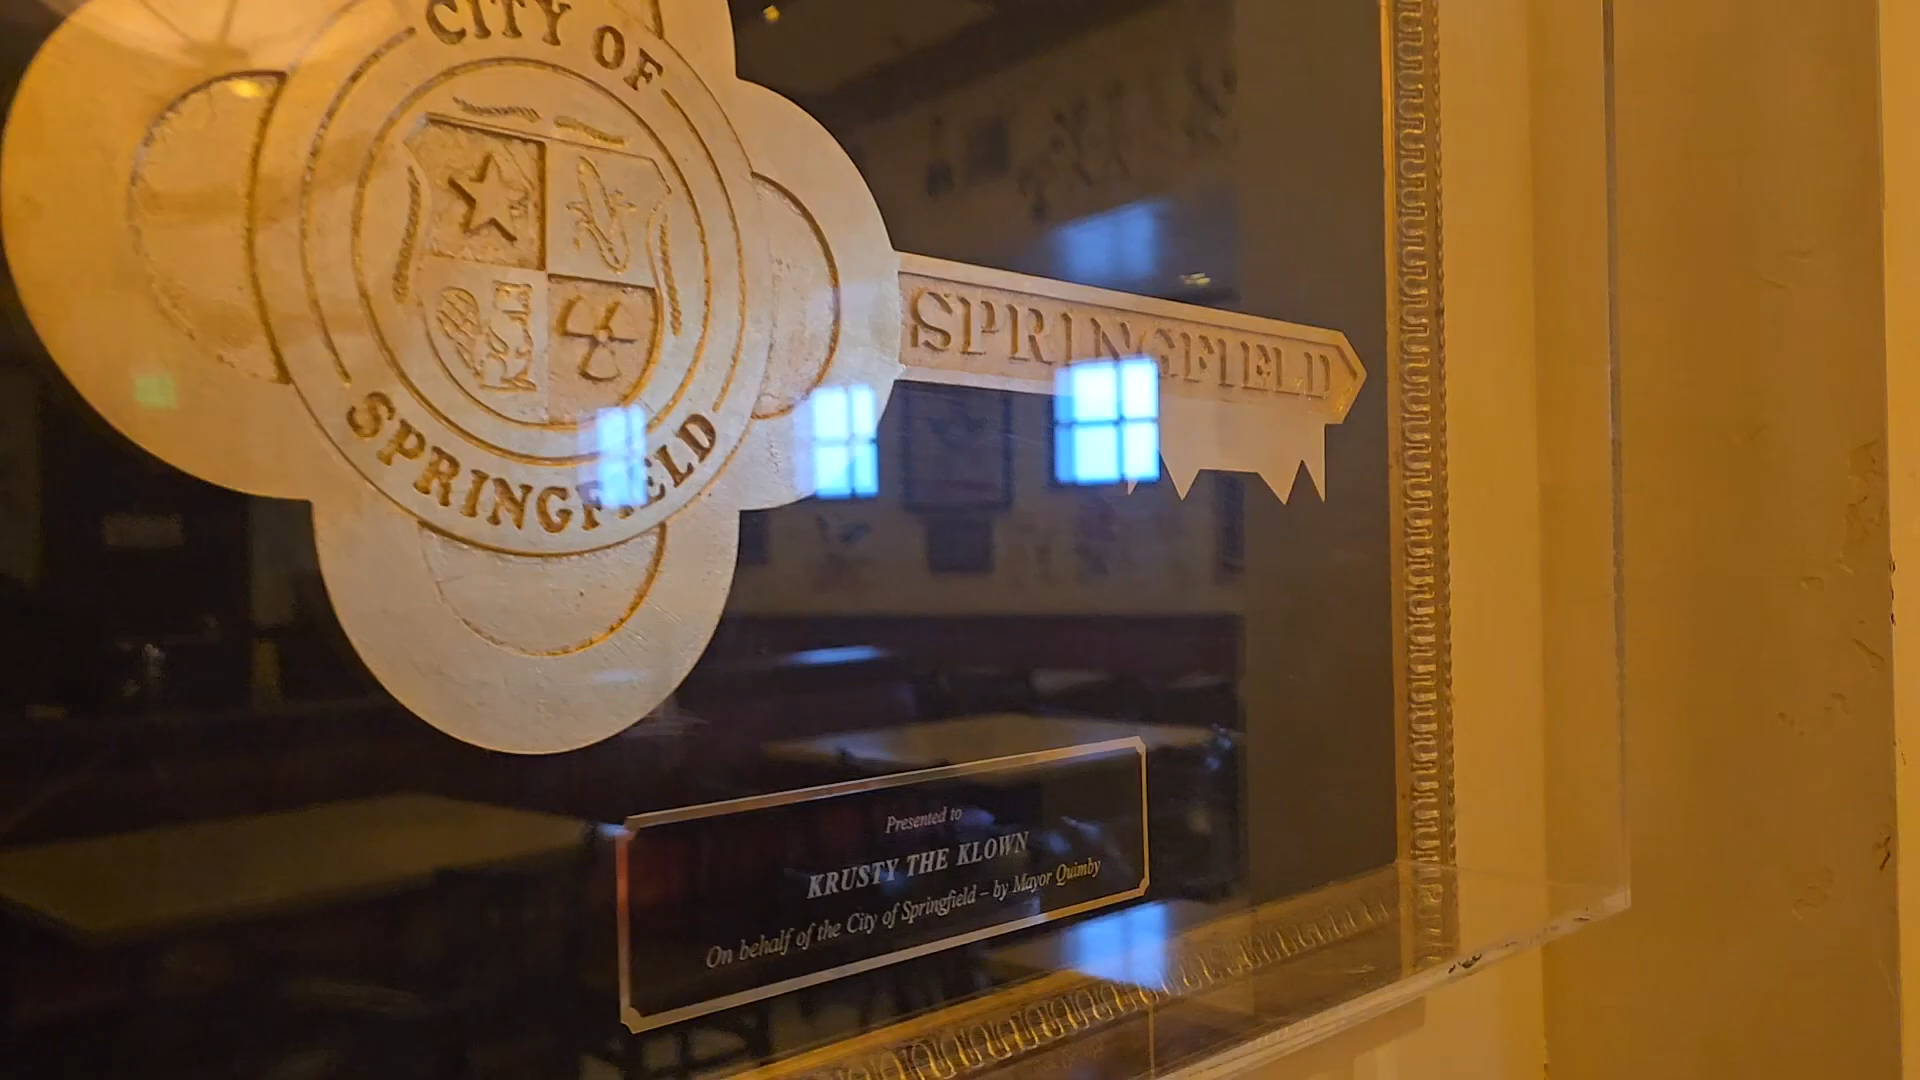 CITY OF
SPRINGFIELD
SPRINGFIELD
Presented to
KRUSTY THE KLOWN
On behalf of the City of Springfield – by Mayor Quimby